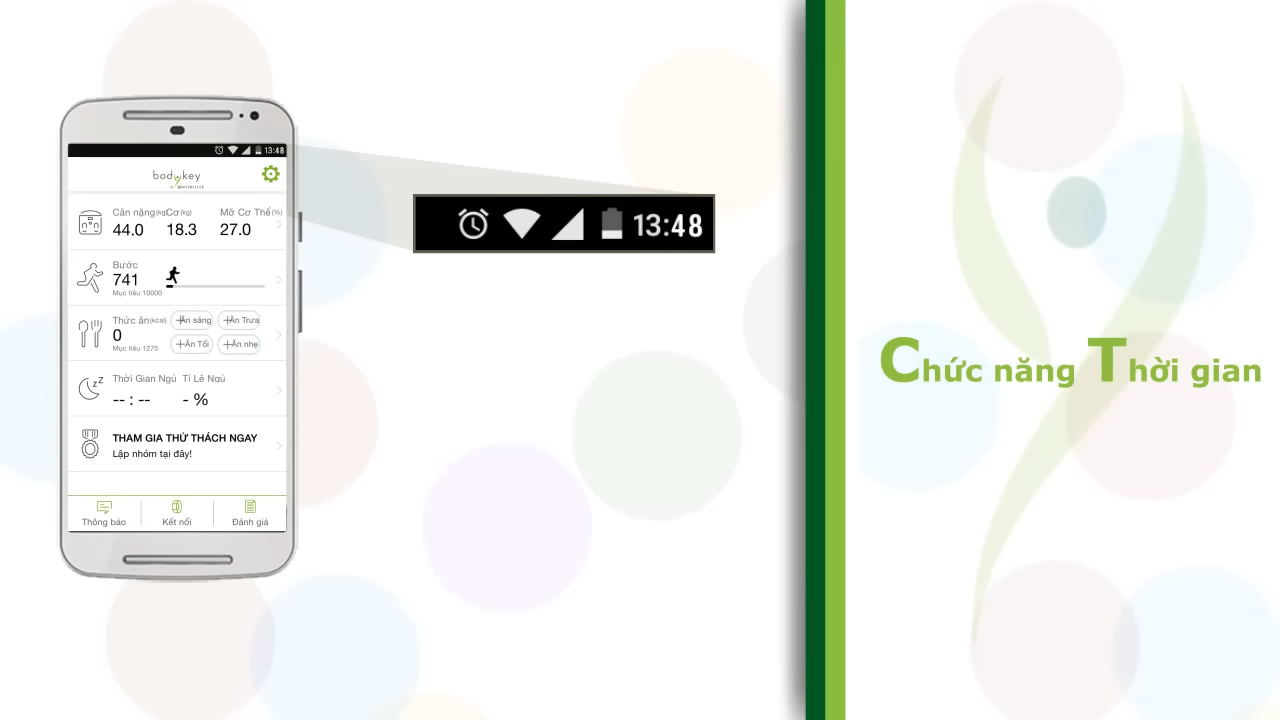 13:48
bodykey
Cân nặng(kg) Cơ(kg) Mỡ Cơ Thể(%)
44.0 18.3 27.0
Bước
741
Mục tiêu 10000
Thức ăn(kcal) Ăn sáng Ăn Trưa
0
Mục tiêu 1275 Ăn Tối Ăn nhẹ
Thời Gian Ngủ Tỉ Lệ Ngủ
-- : -- - %
THAM GIA THỬ THÁCH NGAY
Lập nhóm tại đây!
Thông báo Kết nối Đánh giá
13:48
Chức năng Thời gian